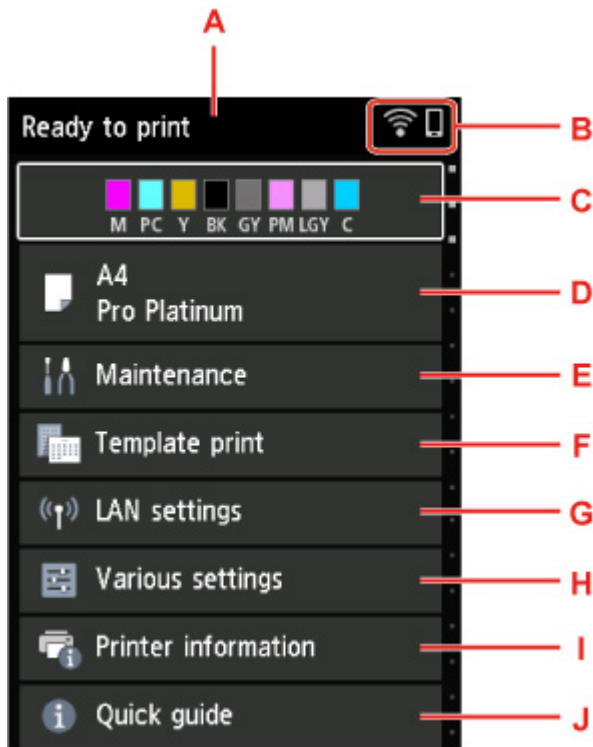 A
Ready to print
B
M PC Y BK GY PM LGY C
C
A4
Pro Platinum
D
Maintenance
E
Template print
F
LAN settings
G
Various settings
H
Printer information
I
Quick guide
J